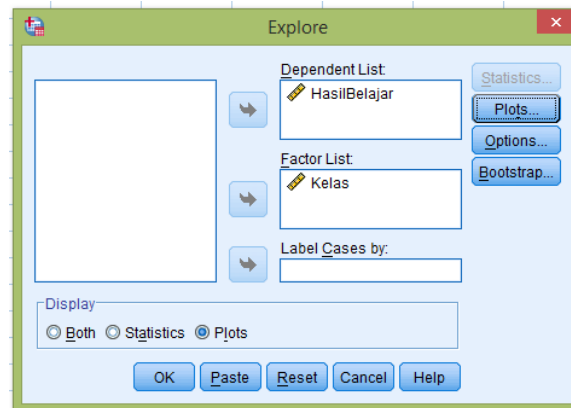 Explore
Dependent List:
HasilBelajar
Statistics...
Plots...
Options...
Bootstrap...
Factor List:
Kelas
Label Cases by:
Display
Both Statistics Plots
OK Paste Reset Cancel Help